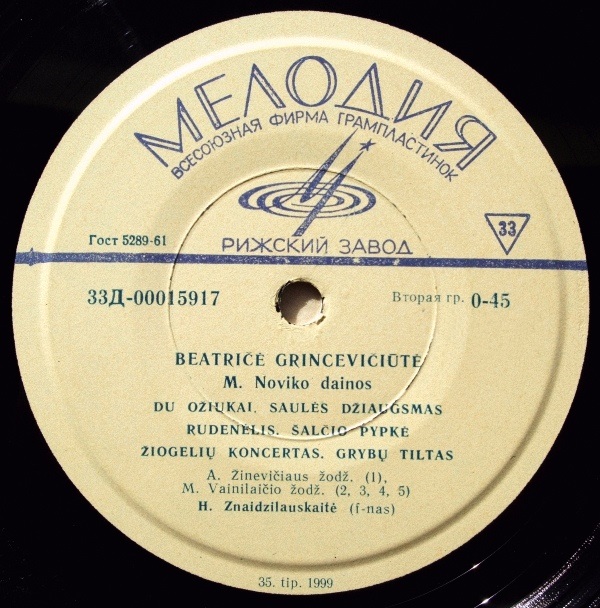 МЕЛОДИЯ
ВСЕСОЮЗНАЯ ФИРМА ГРАМПЛАСТИНОК
РИЖСКИЙ ЗАВОД
Гост 5289-61
33
33Д-00015917
Вторая гр. 0-45
BEATRIČĖ GRINCEVICIŪTĖ
M. Noviko dainos
DU OŽIUKAI. SAULĖS DŽIAUGSMAS
RUDENĖLIS. ŠALČIO PYPKĖ
ŽIOGELIŲ KONCERTAS. GRYBŲ TILTAS
A. Zinevičiaus žodž. (1),
M. Vainilaičio žodž. (2, 3, 4, 5)
H. Znaidzilauskaitė (f-nas)
35. tip. 1999